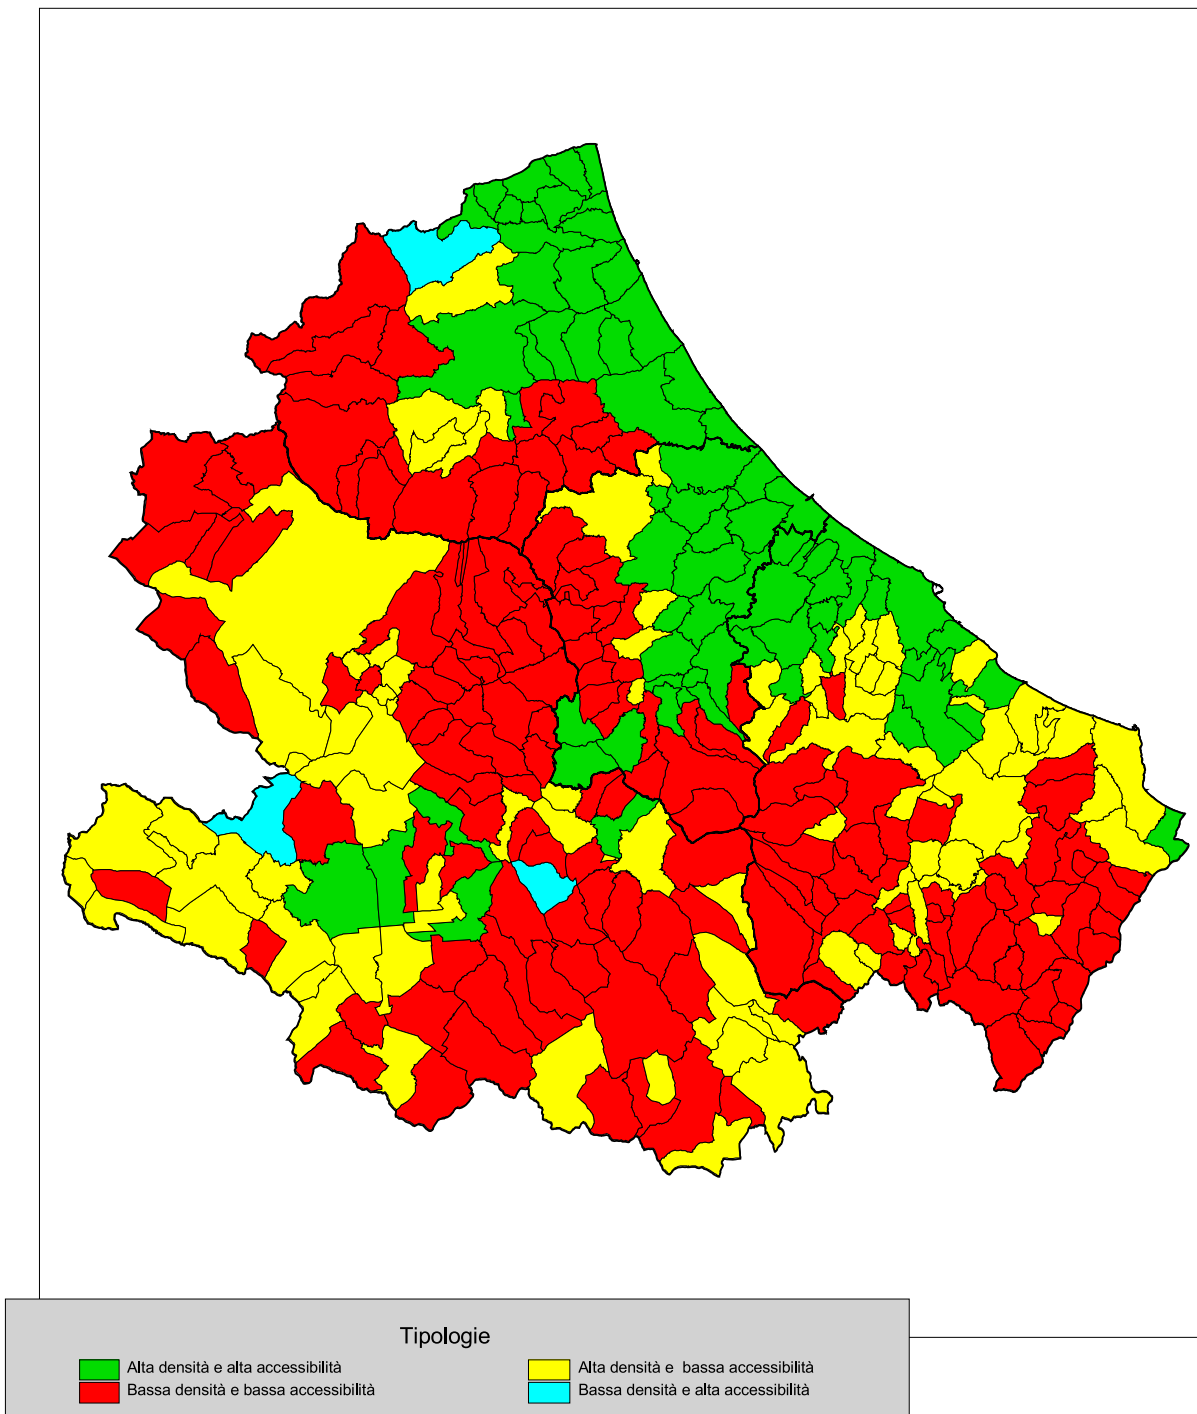 Tipologie
Alta densità e alta accessibilità
Alta densità e bassa accessibilità
Bassa densità e bassa accessibilità
Bassa densità e alta accessibilità